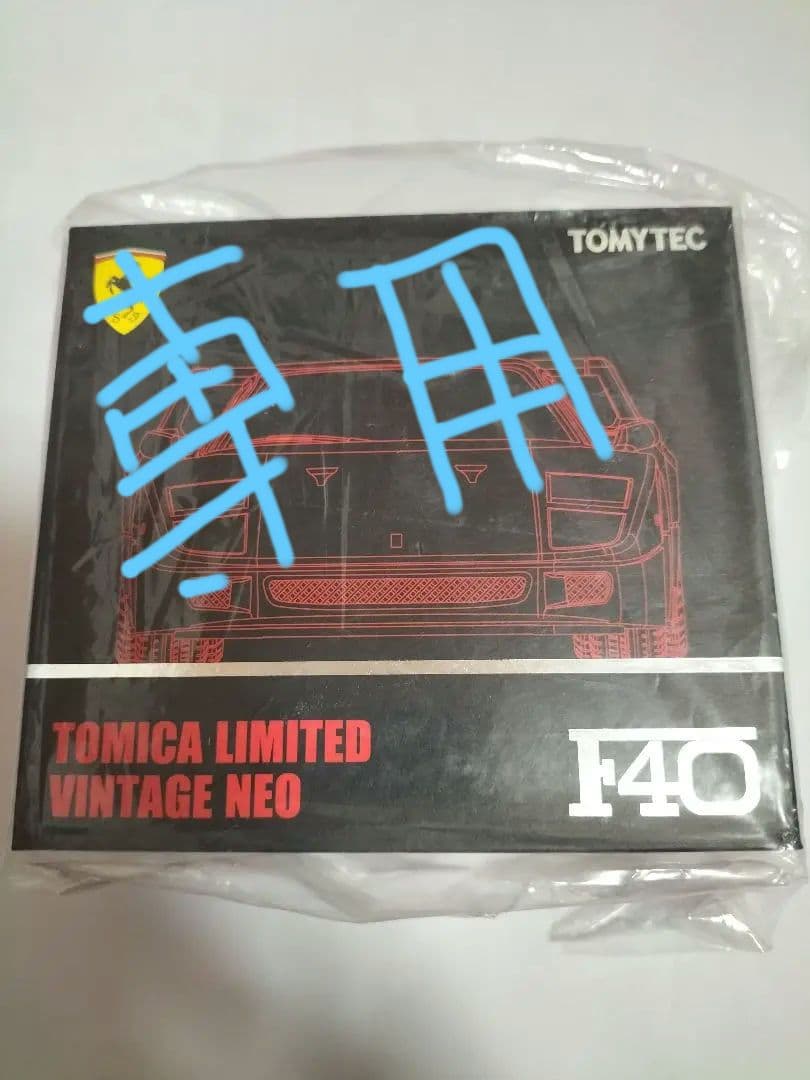 TOMYTEC
専用
TOMICA LIMITED
VINTAGE NEO
F40